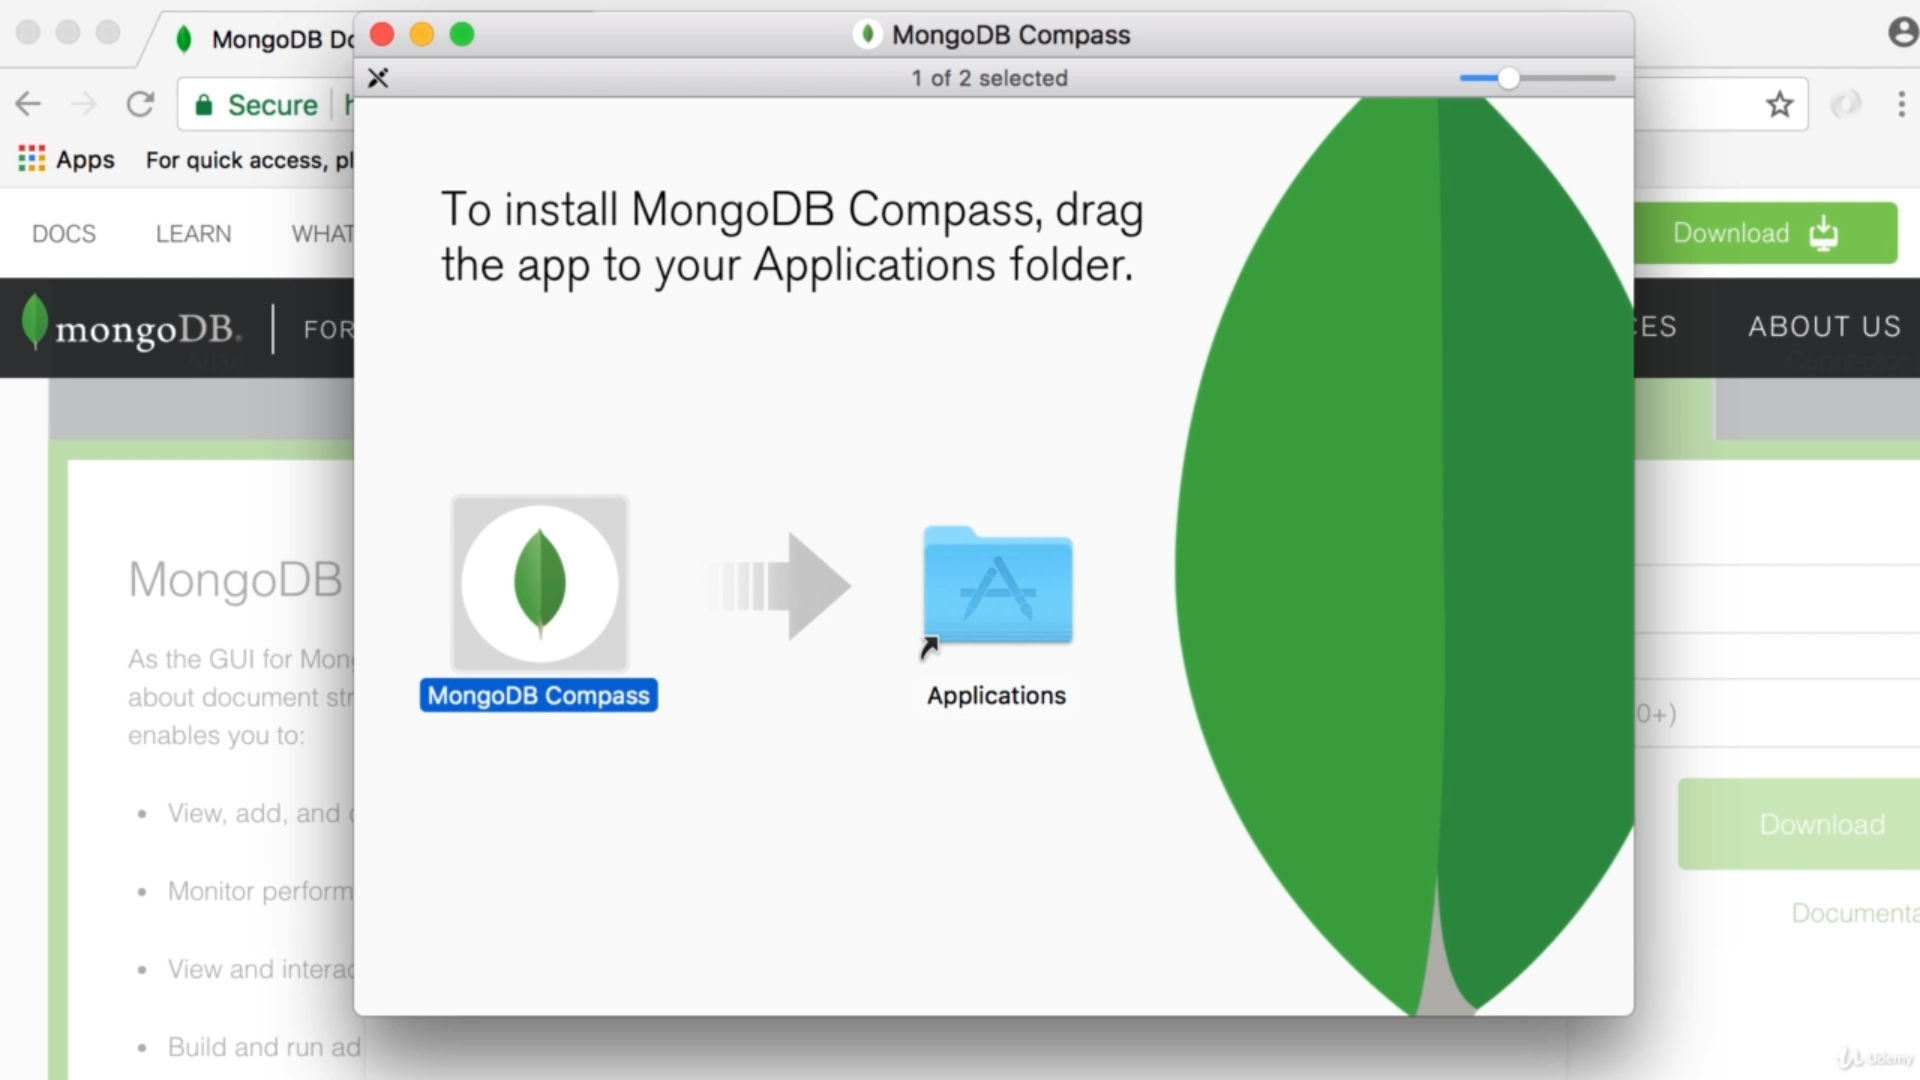 MongoDB Do
MongoDB Compass
1 of 2 selected
Secure
Apps
For quick access, pl
DOCS
LEARN
WHAT
Download
mongoDB.
FOR
CES
ABOUT US
To install MongoDB Compass, drag
the app to your Applications folder.
MongoDB Compass
Applications
MongoDB
As the GUI for Mon
about document str
enables you to:
0+)
• View, add, and
• Monitor perform
• View and interac
• Build and run ad
Download
Documenta
Udemy